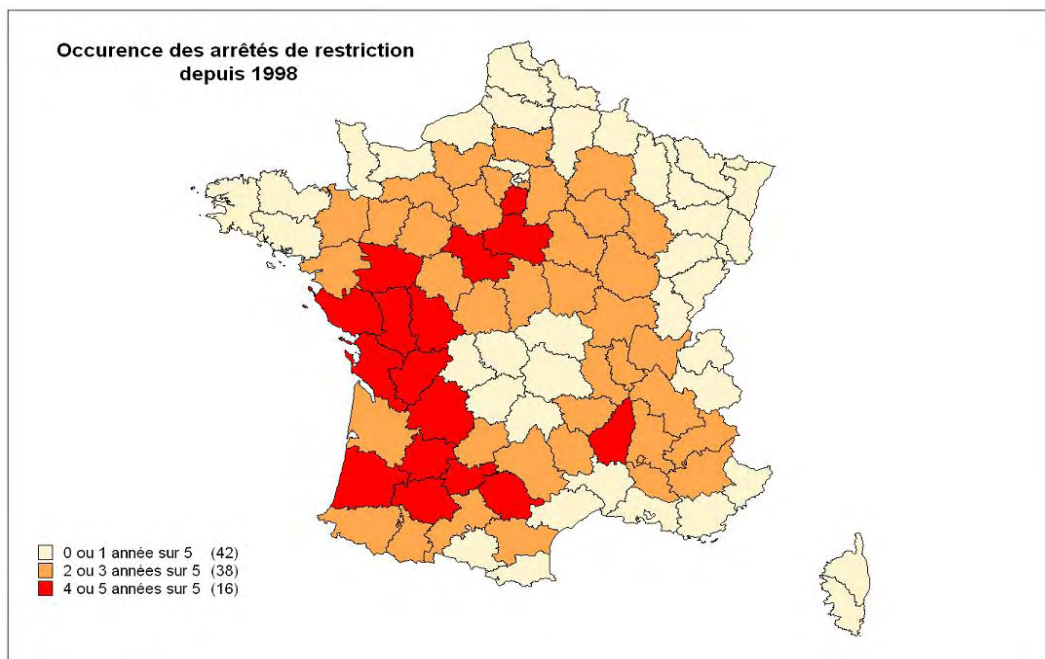 Occurence des arrêtés de restriction
depuis 1998
0 ou 1 année sur 5 (42)
2 ou 3 années sur 5 (38)
4 ou 5 années sur 5 (16)